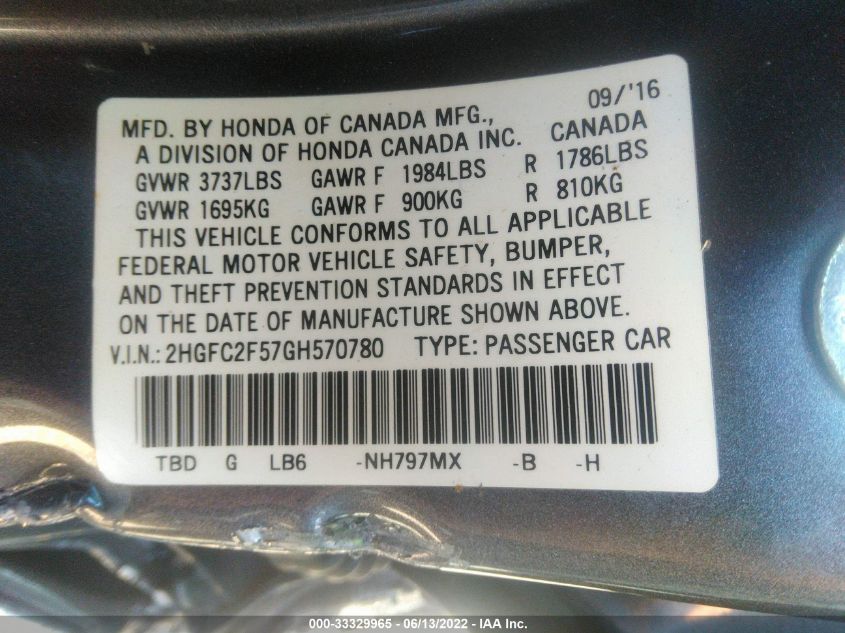 09/'16
MFD. BY HONDA OF CANADA MFG.,
A DIVISION OF HONDA CANADA INC. CANADA
GVWR 3737LBS GAWR F 1984LBS R 1786LBS
GVWR 1695KG GAWR F 900KG R 810KG
THIS VEHICLE CONFORMS TO ALL APPLICABLE
FEDERAL MOTOR VEHICLE SAFETY, BUMPER,
AND THEFT PREVENTION STANDARDS IN EFFECT
ON THE DATE OF MANUFACTURE SHOWN ABOVE.
V.I.N.: 2HGFC2F57GH570780 TYPE: PASSENGER CAR
TBD G LB6 -NH797MX -B -H
000-33329965 - 06/13/2022 - IAA Inc.